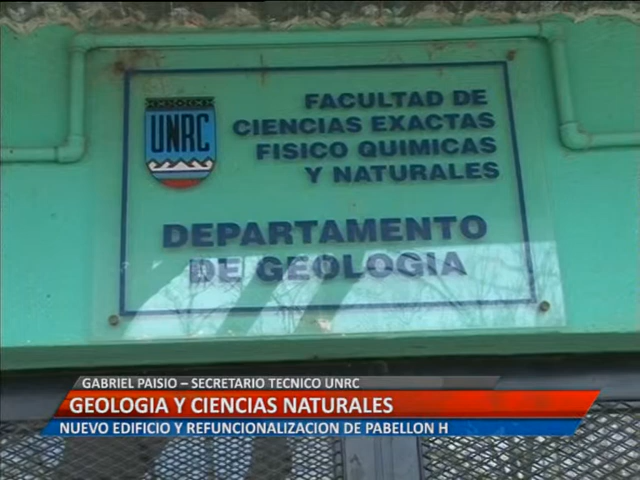 UNRC
FACULTAD DE
CIENCIAS EXACTAS
FISICO QUIMICAS
Y NATURALES
DEPARTAMENTO
DE GEOLOGIA
GABRIEL PAISIO – SECRETARIO TECNICO UNRC
GEOLOGIA Y CIENCIAS NATURALES
NUEVO EDIFICIO Y REFUNCIONALIZACION DE PABELLON H